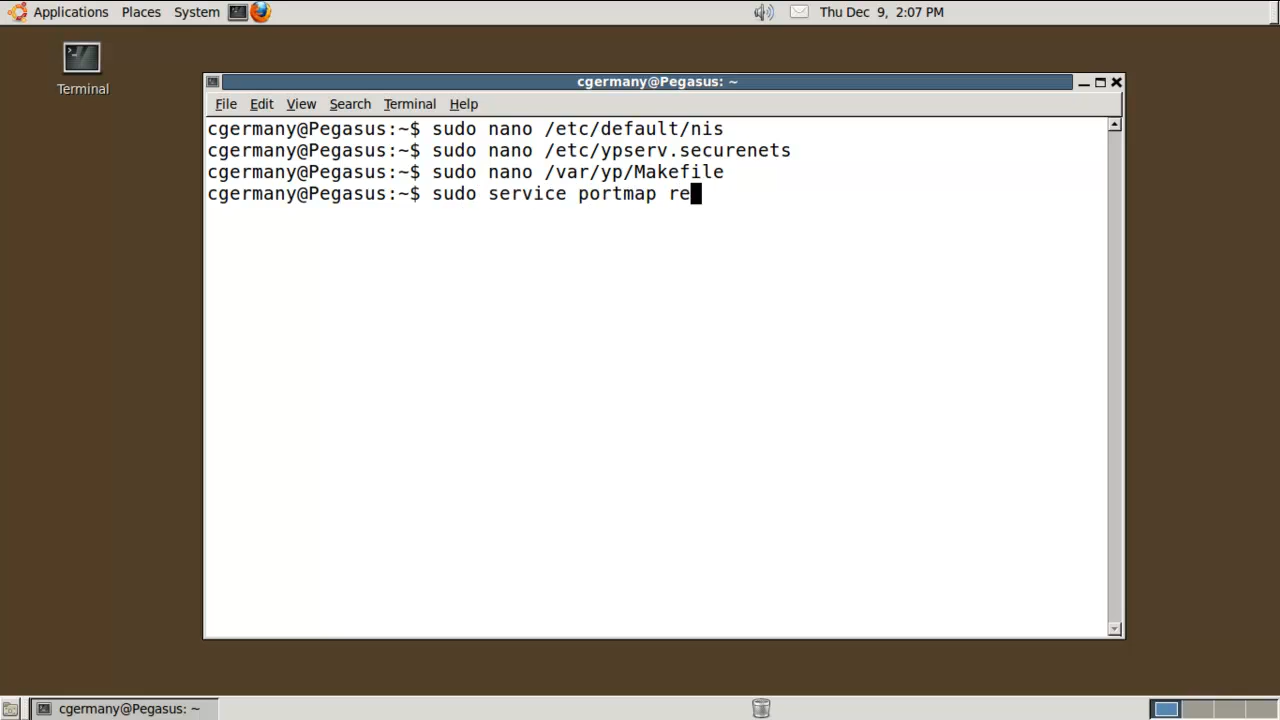 Applications Places System Thu Dec 9, 2:07 PM
Terminal
cgermany@Pegasus: ~
File Edit View Search Terminal Help
cgermany@Pegasus:~$ sudo nano /etc/default/nis
cgermany@Pegasus:~$ sudo nano /etc/ypserv.securenets
cgermany@Pegasus:~$ sudo nano /var/yp/Makefile
cgermany@Pegasus:~$ sudo service portmap re
cgermany@Pegasus: ~